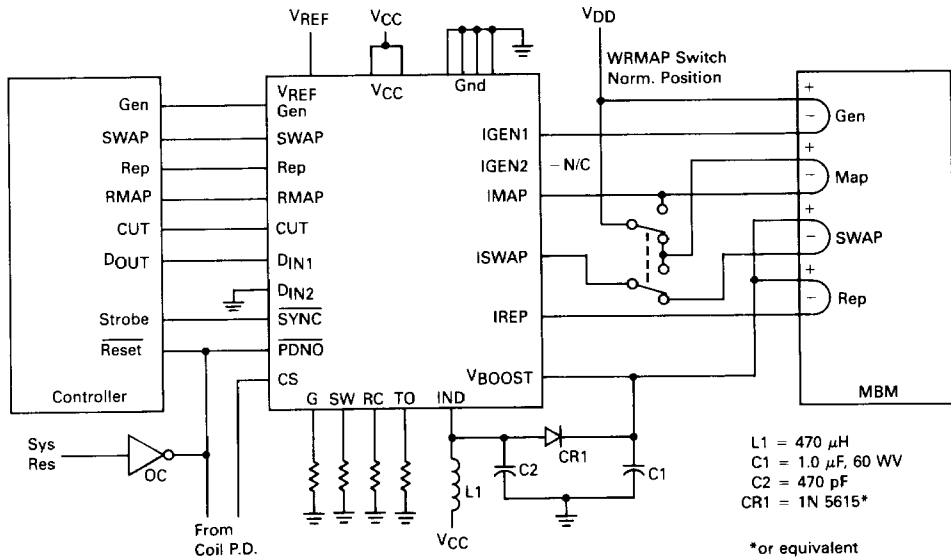 VREF
VCC
VDD
WRMAP Switch
Norm. Position
Gen
SWAP
Rep
RMAP
CUT
DOUT
Strobe
Reset
Controller
VREF
Gen
SWAP
Rep
RMAP
CUT
DIN1
DIN2
SYNC
PDNO
CS
VCC
Gnd
IGEN1
IGEN2
– N/C
IMAP
ISWAP
IREP
VBOOST
G SW RC TO IND
+
– Gen
+
– Map
+
– SWAP
+
– Rep
MBM
Sys
Res
OC
From
Coil P.D.
L1
VCC
C2
CR1
C1
L1 = 470 μH
C1 = 1.0 μF, 60 WV
C2 = 470 pF
CR1 = 1N 5615*
*or equivalent